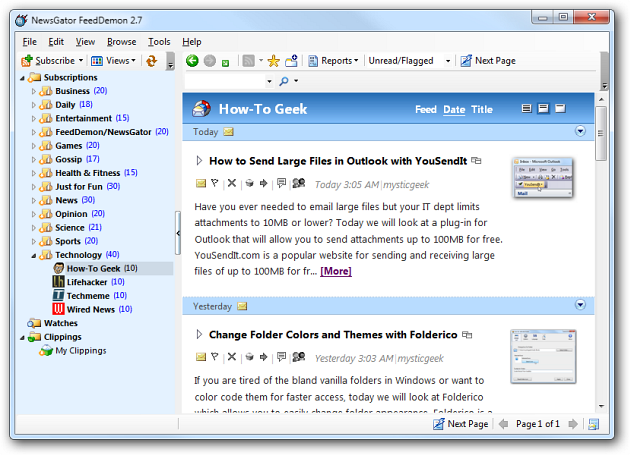 NewsGator FeedDemon 2.7
File Edit View Browse Tools Help
Subscribe Views Reports Unread/Flagged Next Page
Subscriptions
Business (20)
Daily (18)
Entertainment (15)
FeedDemon/NewsGator (20)
Games (20)
Gossip (17)
Health & Fitness (15)
Just for Fun (30)
News (30)
Opinion (20)
Science (21)
Sports (20)
Technology (40)
How-To Geek (10)
Lifehacker (10)
Techmeme (10)
Wired News (10)
Watches
Clippings
My Clippings
How-To Geek Feed Date Title
Today
How to Send Large Files in Outlook with YouSendIt
Today 3:05 AM|mysticgeek
Have you ever needed to email large files but your IT dept limits
attachments to 10MB or lower? Today we will look at a plug-in for
Outlook that will allow you to send attachments up to 100MB for free.
YouSendIt.com is a popular website for sending and receiving large
files of up to 100MB for fr... [More]
Yesterday
Change Folder Colors and Themes with Folderico
Yesterday 3:03 AM|mysticgeek
If you are tired of the bland vanilla folders in Windows or want to
color code them for faster access, today we will look at Folderico
which allows you to easily change folder appearance. Folderico is a
Next Page Page 1 of 1